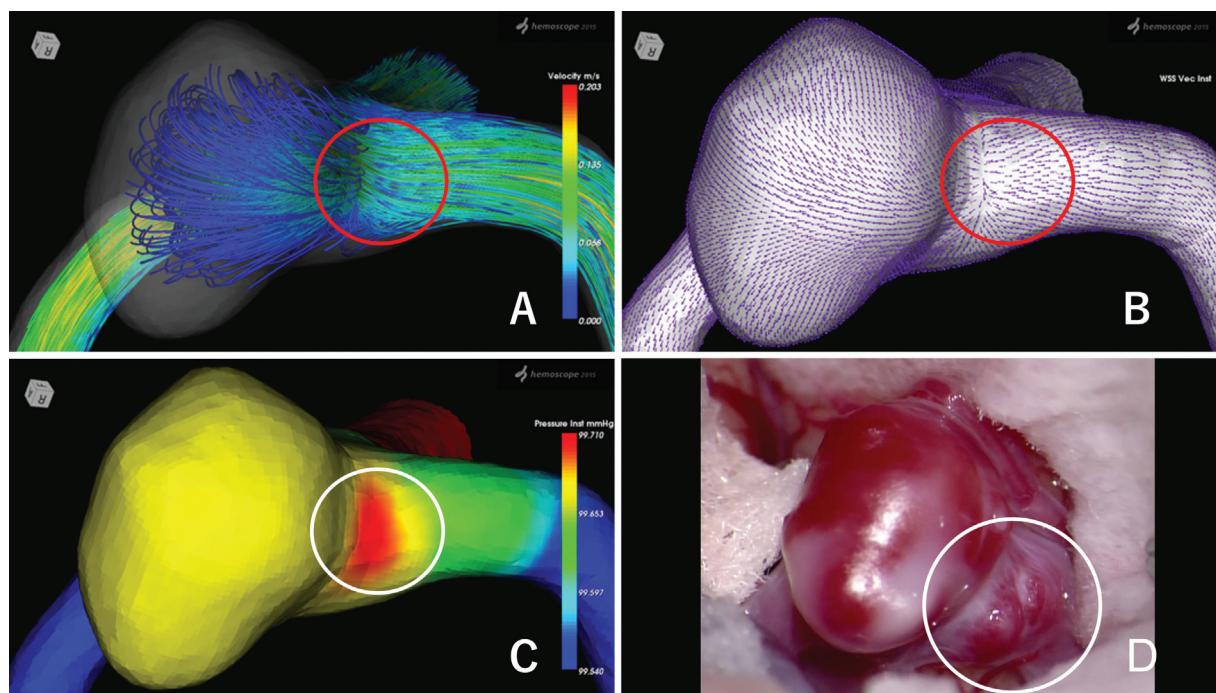 hemoscope 2015
Velocity m/s
0.203
0.135
0.068
0.000
R
A
hemoscope 2015
WSS Vec Inst
B
R
hemoscope 2015
Pressure Inst mmHg
99.710
99.653
99.597
99.540
R
C
D